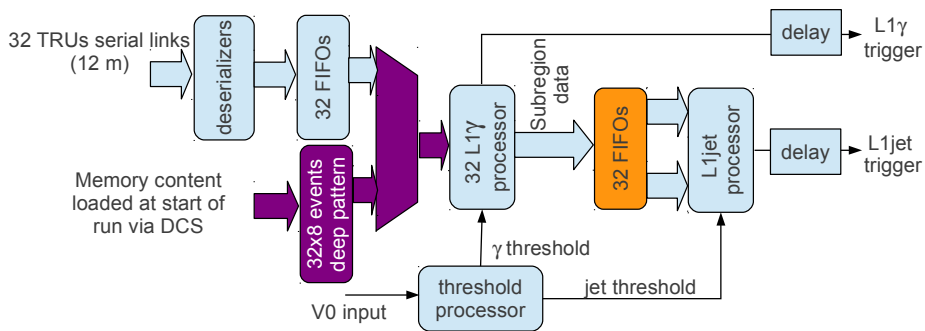 32 TRUs serial links
(12 m)
deserializers
32 FIFOs
Memory content
loaded at start of
run via DCS
32x8 events
deep pattern
32 L1γ
processor
Subregion
data
32 FIFOs
L1jet
processor
delay
L1γ
trigger
delay
L1jet
trigger
γ threshold
threshold
processor
jet threshold
V0 input